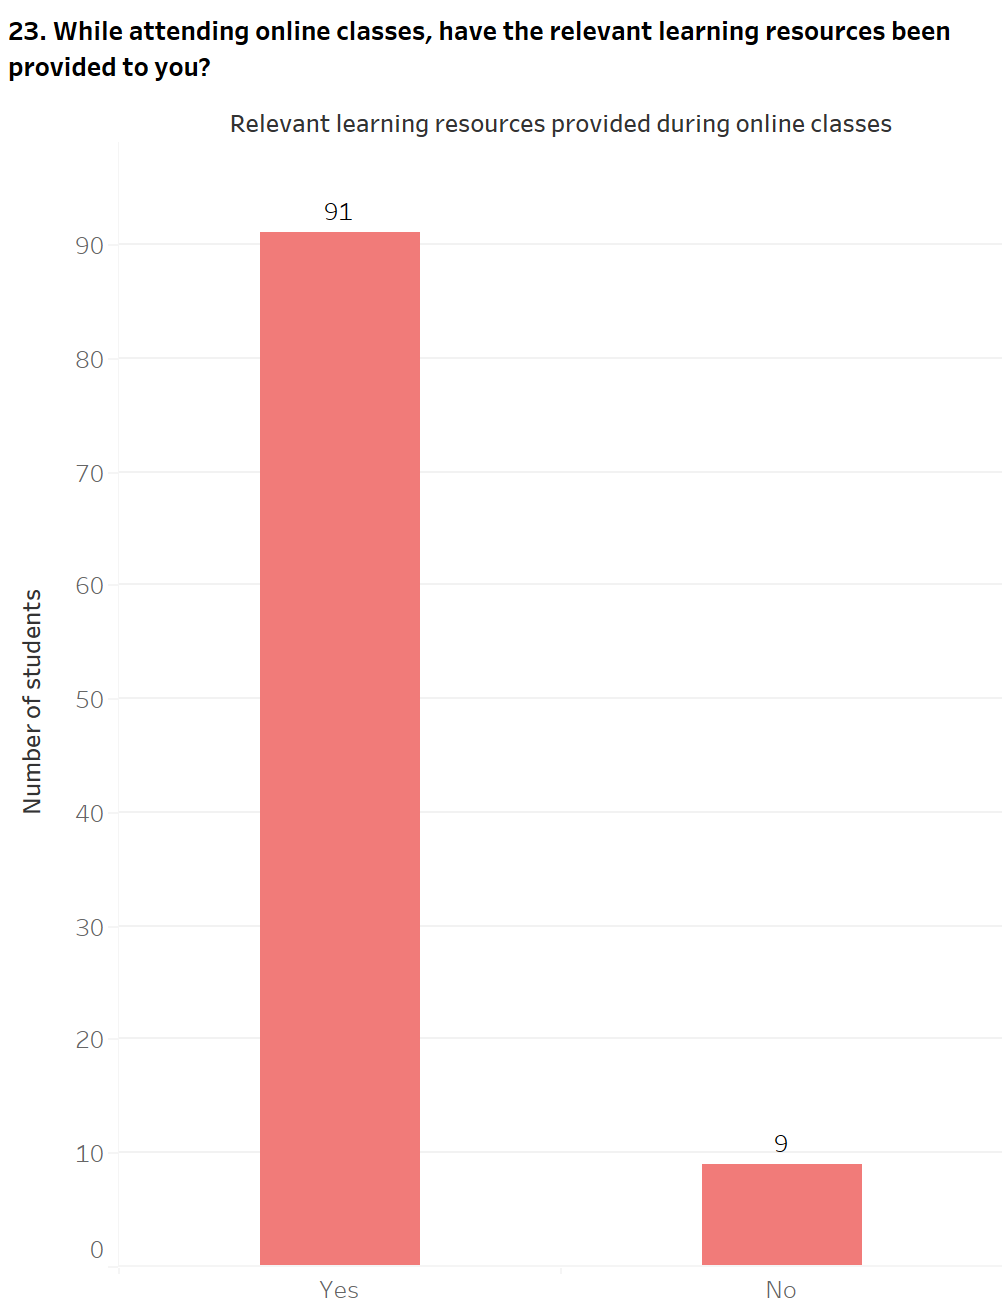 23. While attending online classes, have the relevant learning resources been
provided to you?
Relevant learning resources provided during online classes
91
90
80
70
60
50
40
30
20
10
0
Number of students
9
Yes
No